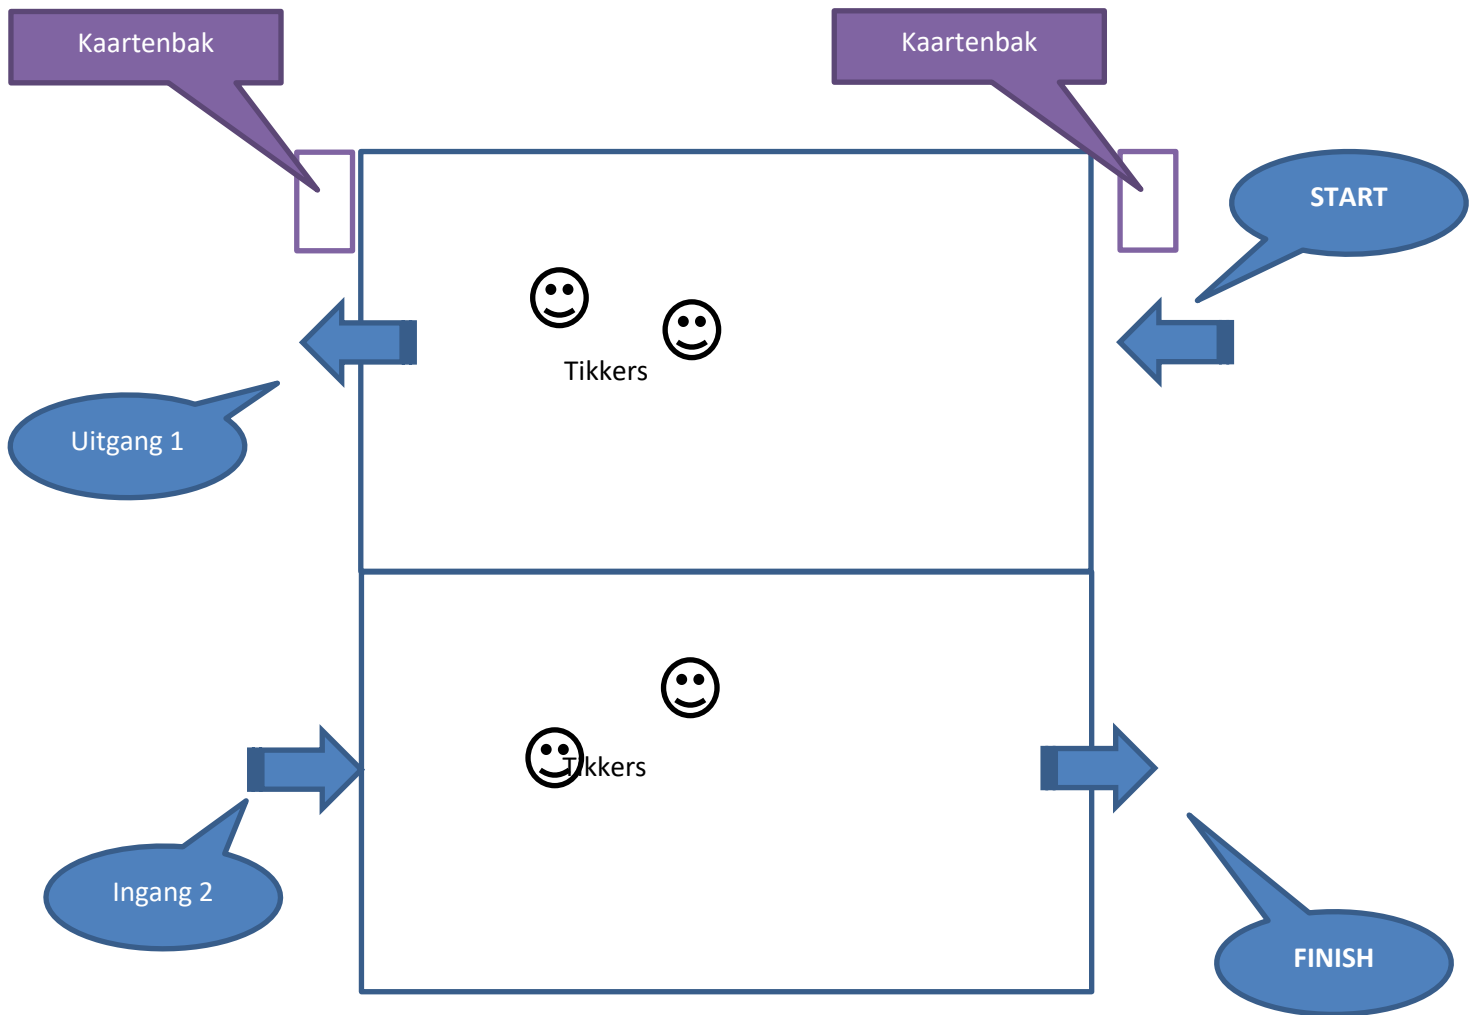 Kaartenbak
Kaartenbak
START
Tikkers
Uitgang 1
Tikkers
Ingang 2
FINISH